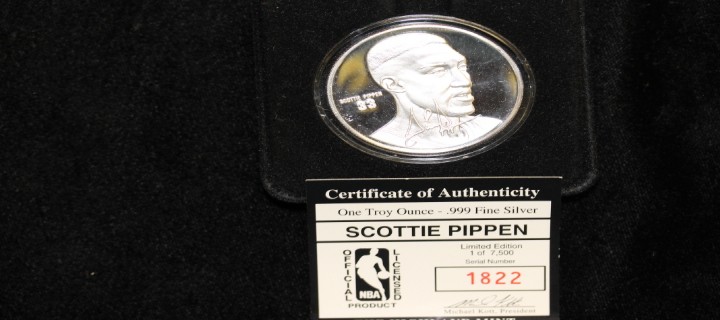 SCOTTIE PIPPEN
33
Certificate of Authenticity
One Troy Ounce - .999 Fine Silver
SCOTTIE PIPPEN
OFFICIAL
NBA
LICENSED
PRODUCT
Limited Edition
1 of 7,500
Serial Number
1822
Michael Kott, President